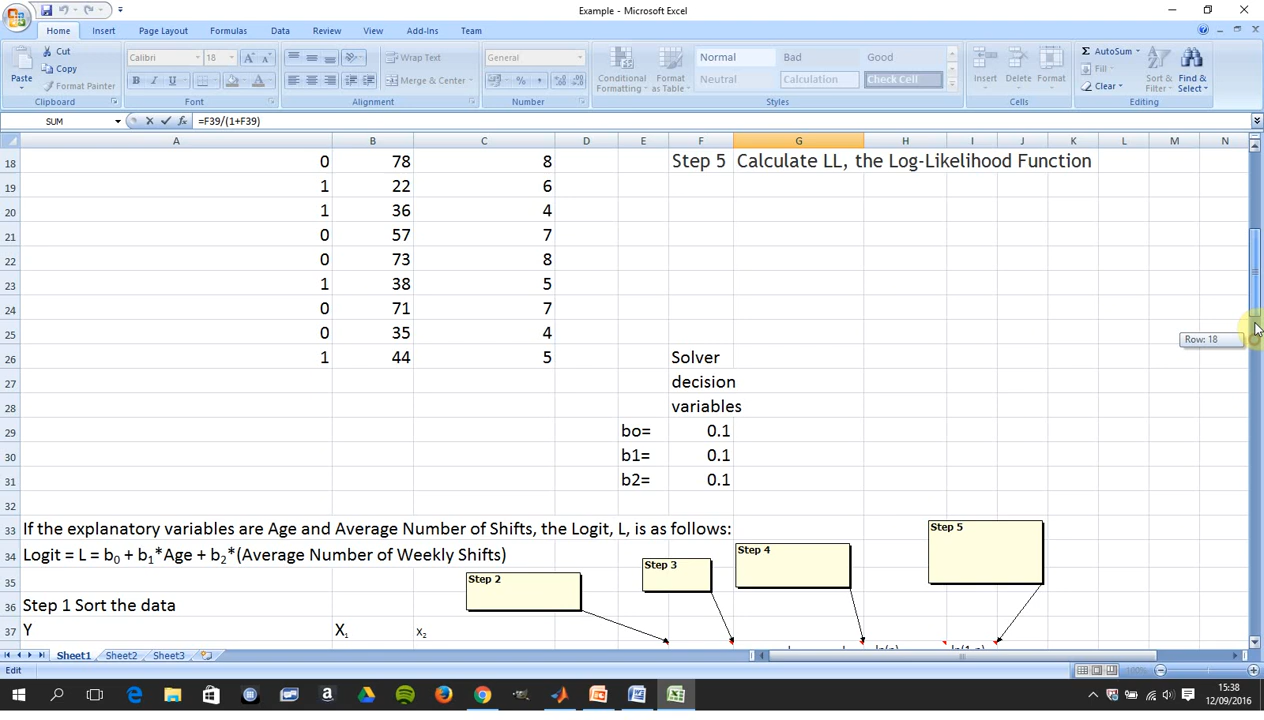 Example - Microsoft Excel
Home Insert Page Layout Formulas Data Review View Add-Ins Team
Paste Cut Copy Format Painter
Calibri 18
Wrap Text Merge & Center
General
Conditional Formatting Format as Table
Normal Bad Good
Neutral Calculation Check Cell
Insert Delete Format
AutoSum Fill Clear Sort & Filter Find & Select
Clipboard Font Alignment Number Styles Cells Editing
SUM =F39/(1+F39)
A B C D E F G H I J K L M N
18 0 78 8 Step 5 Calculate LL, the Log-Likelihood Function
19 1 22 6
20 1 36 4
21 0 57 7
22 0 73 8
23 1 38 5
24 0 71 7
25 0 35 4
Row: 18
26 1 44 5 Solver
27 decision
28 variables
29 bo= 0.1
30 b1= 0.1
31 b2= 0.1
32
33 If the explanatory variables are Age and Average Number of Shifts, the Logit, L, is as follows:
Step 5
34 Logit = L = b0 + b1*Age + b2*(Average Number of Weekly Shifts)
Step 4
Step 3
35
Step 2
36 Step 1 Sort the data
37 Y X1 X2
Sheet1 Sheet2 Sheet3
Edit 100%
15:38
12/09/2016